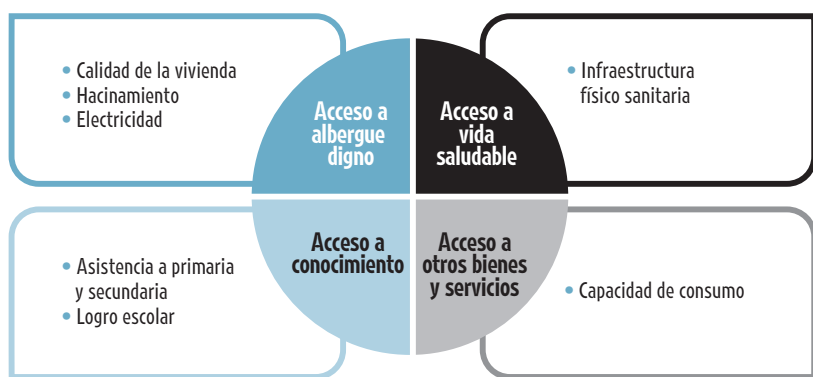 • Calidad de la vivienda
• Hacinamiento
• Electricidad
Acceso a
albergue
digno
Acceso a
vida
saludable
• Infraestructura
físico sanitaria
• Asistencia a primaria
y secundaria
• Logro escolar
Acceso a
conocimiento
Acceso a
otros bienes
y servicios
• Capacidad de consumo